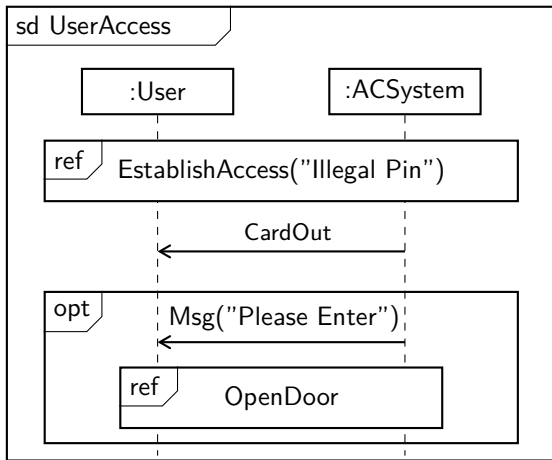 sd UserAccess
:User
:ACSystem
ref
EstablishAccess("Illegal Pin")
CardOut
opt
Msg("Please Enter")
ref
OpenDoor